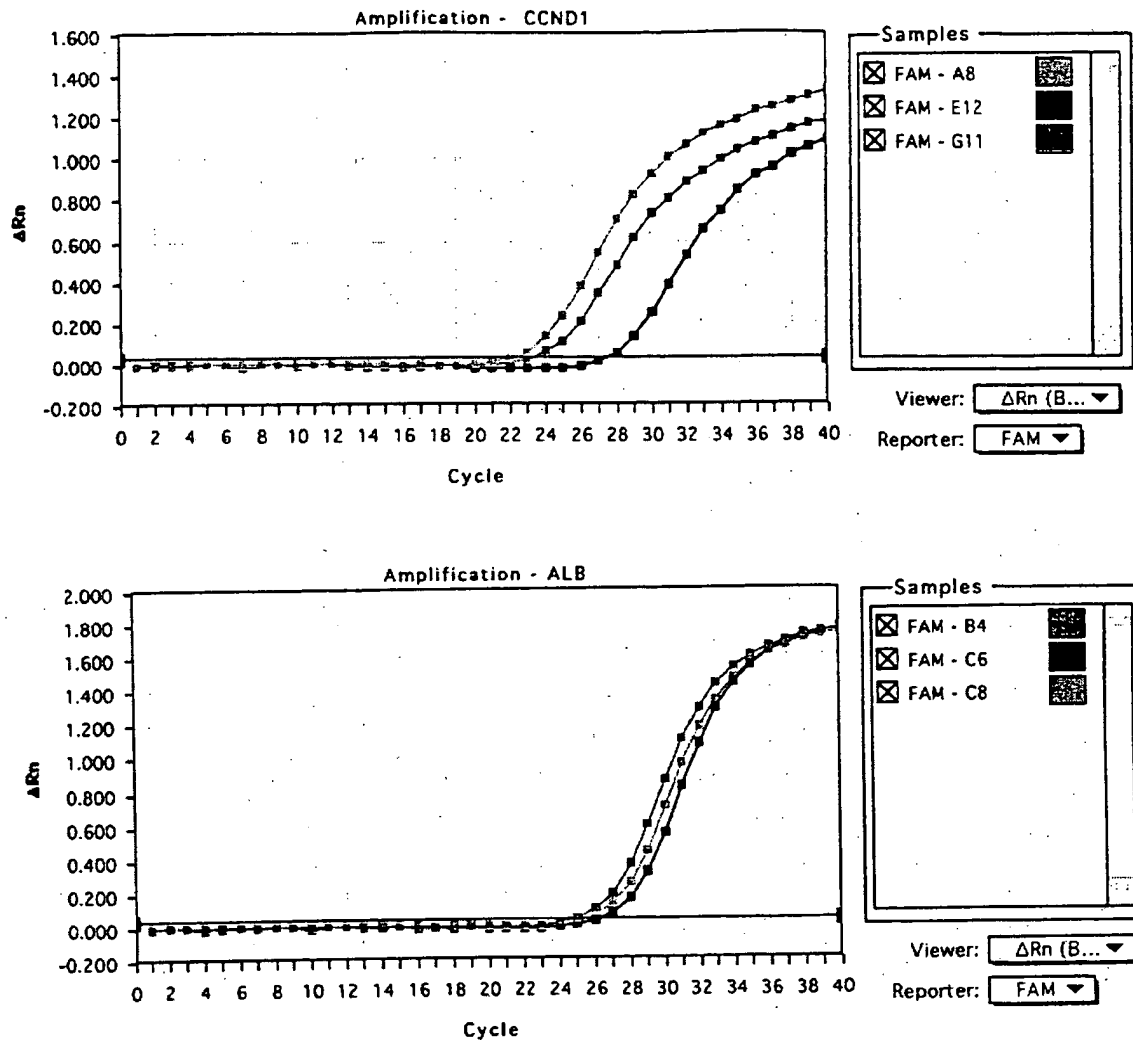 Amplification - CCND1
1.600
1.400
1.200
1.000
0.800
0.600
0.400
0.200
0.000
-0.200
ΔRn
0 2 4 6 8 10 12 14 16 18 20 22 24 26 28 30 32 34 36 38 40
Cycle
Samples
FAM - A8
FAM - E12
FAM - G11
Viewer: ΔRn (B...
Reporter: FAM
Amplification - ALB
2.000
1.800
1.600
1.400
1.200
1.000
0.800
0.600
0.400
0.200
0.000
-0.200
ΔRn
0 2 4 6 8 10 12 14 16 18 20 22 24 26 28 30 32 34 36 38 40
Cycle
Samples
FAM - B4
FAM - C6
FAM - C8
Viewer: ΔRn (B...
Reporter: FAM